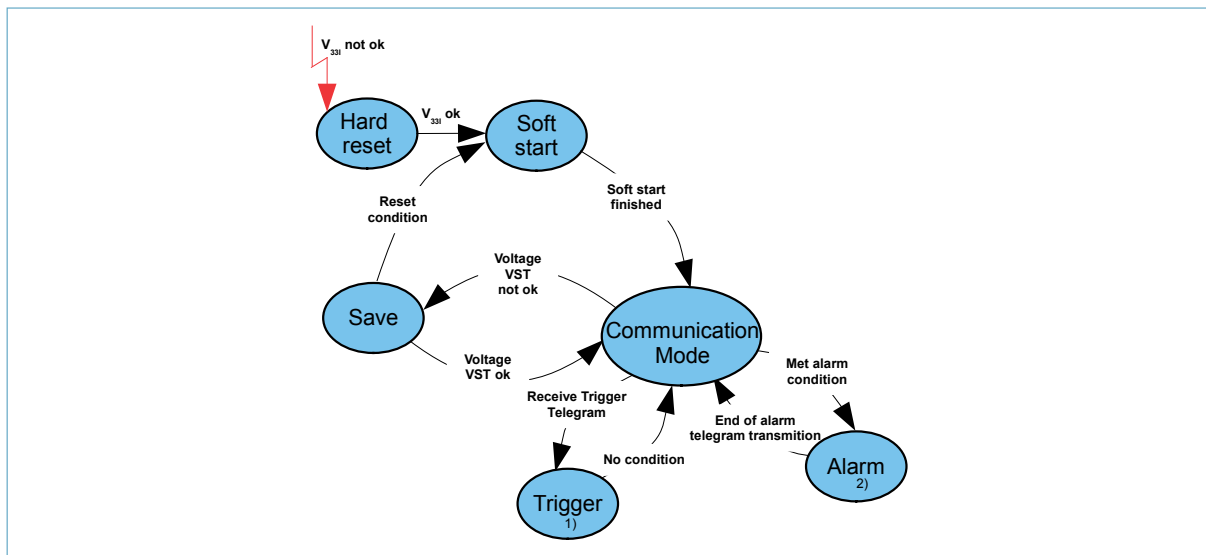 V33I not ok
Hard
reset
V33I ok
Soft
start
Soft start
finished
Reset
condition
Voltage
VST
not ok
Save
Communication
Mode
Voltage
VST ok
Met alarm
condition
Receive Trigger
Telegram
End of alarm
telegram transmition
No condition
Alarm
2)
Trigger
1)